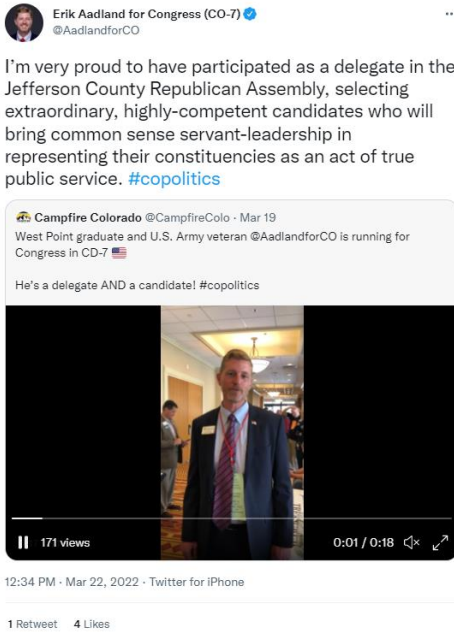 Erik Aadland for Congress (CO-7)
@AadlandforCO
I'm very proud to have participated as a delegate in the
Jefferson County Republican Assembly, selecting
extraordinary, highly-competent candidates who will
bring common sense servant-leadership in
representing their constituencies as an act of true
public service. #copolitics
Campfire Colorado @CampfireColo · Mar 19
West Point graduate and U.S. Army veteran @AadlandforCO is running for
Congress in CD-7 🇺🇸
He's a delegate AND a candidate! #copolitics
171 views
0:01 / 0:18
12:34 PM · Mar 22, 2022 · Twitter for iPhone
1 Retweet 4 Likes